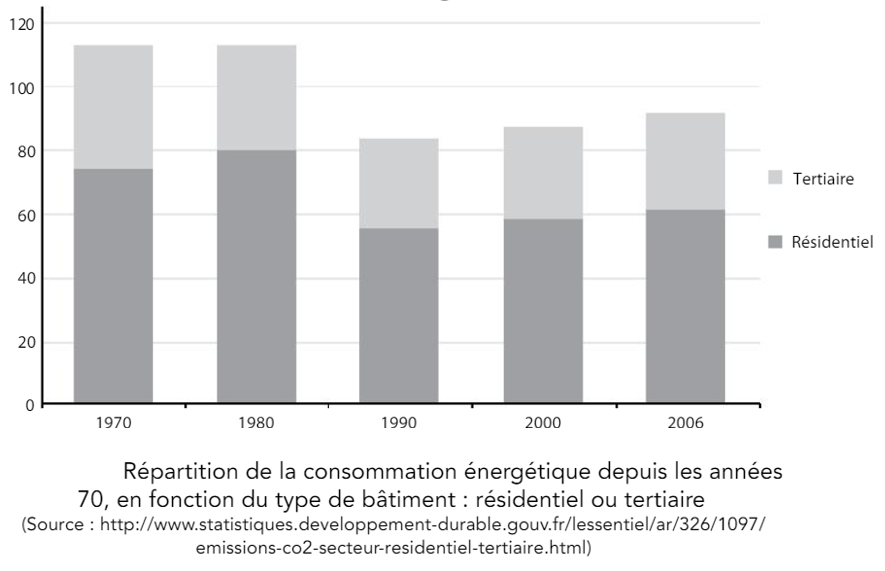 120
100
80
60
40
20
0
1970 1980 1990 2000 2006
Tertiaire
Résidentiel
Répartition de la consommation énergétique depuis les années
70, en fonction du type de bâtiment : résidentiel ou tertiaire
(Source : http://www.statistiques.developpement-durable.gouv.fr/lessentiel/ar/326/1097/
emissions-co2-secteur-residentiel-tertiaire.html)